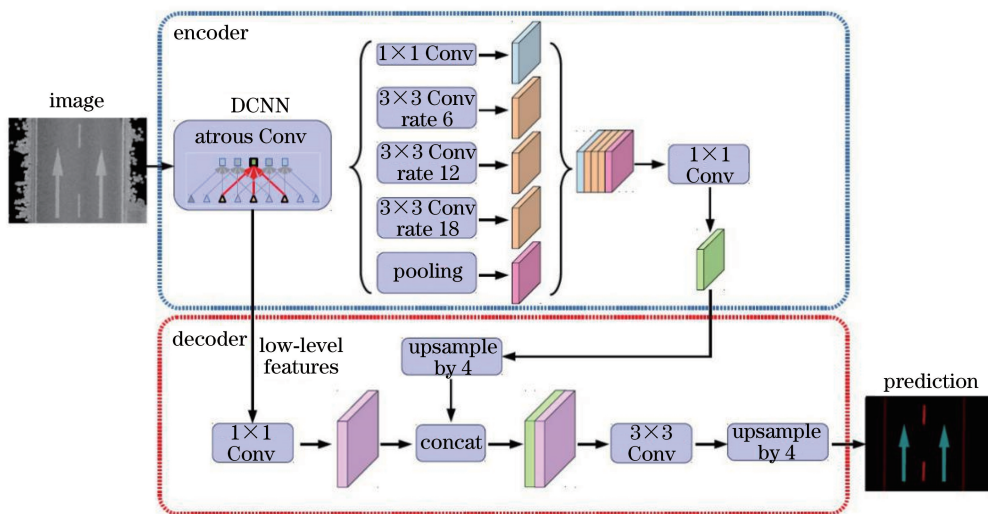 encoder
image
DCNN
atrous Conv
1×1 Conv
3×3 Conv
rate 6
3×3 Conv
rate 12
3×3 Conv
rate 18
pooling
1×1
Conv
decoder
low-level
features
upsample
by 4
1×1
Conv
concat
3×3
Conv
upsample
by 4
prediction